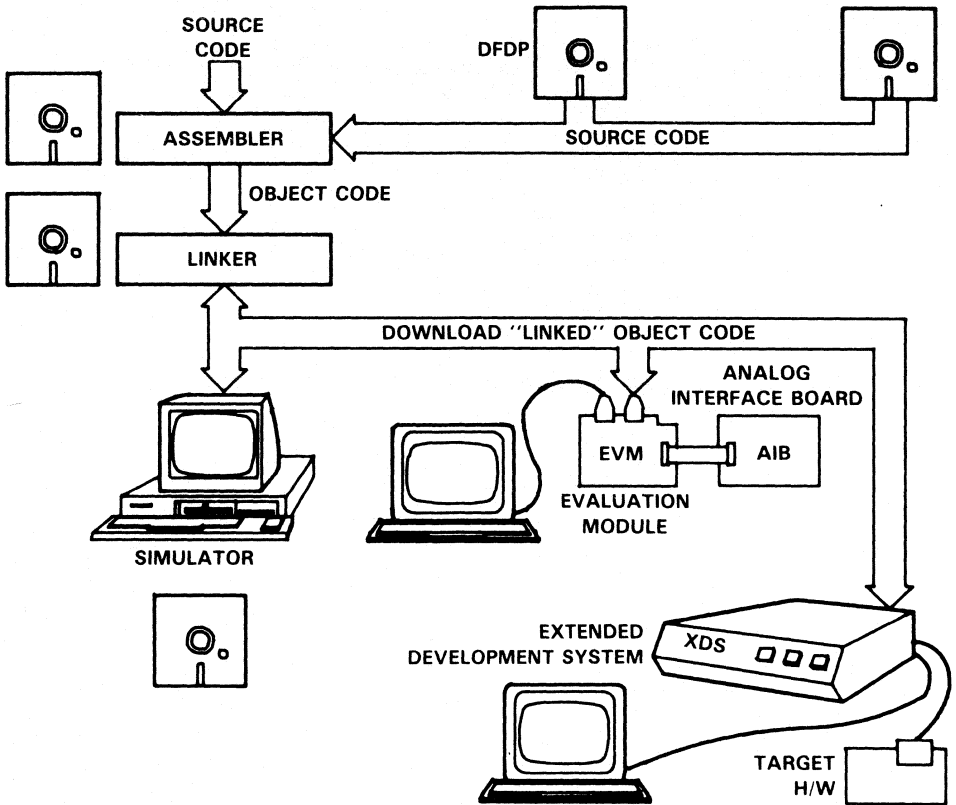 SOURCE
CODE
DFDP
ASSEMBLER
SOURCE CODE
OBJECT CODE
LINKER
DOWNLOAD "LINKED" OBJECT CODE
ANALOG
INTERFACE BOARD
EVM
AIB
EVALUATION
MODULE
SIMULATOR
EXTENDED
DEVELOPMENT SYSTEM
XDS
TARGET
H/W